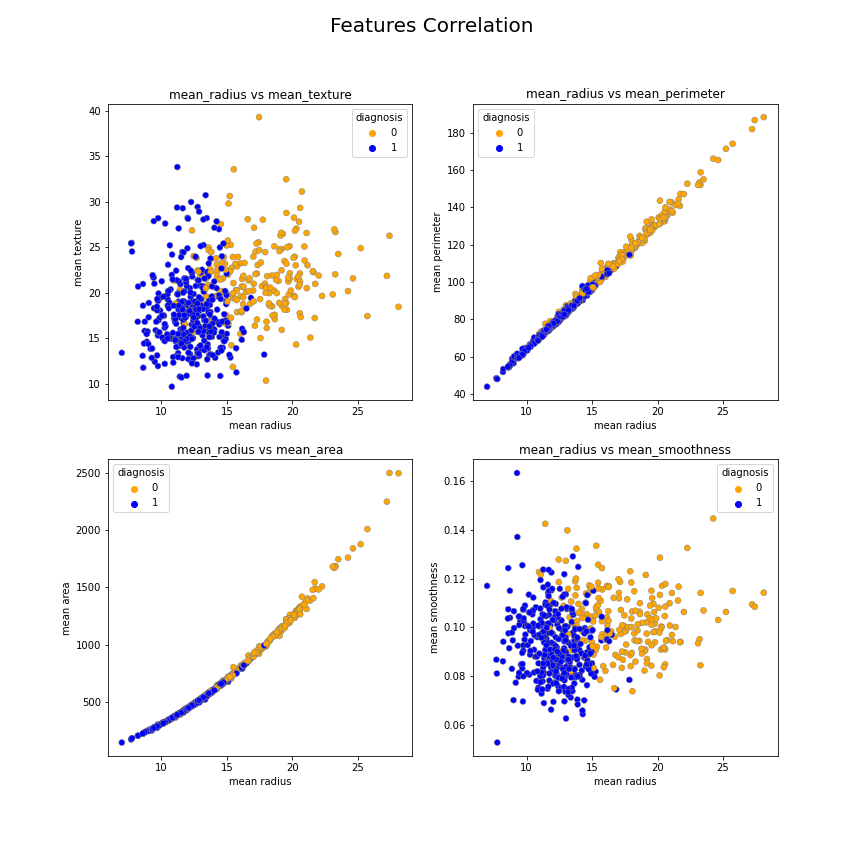 Features Correlation
mean_radius vs mean_texture
diagnosis
0
1
40
35
30
25
20
15
10
mean texture
10 15 20 25
mean radius
mean_radius vs mean_perimeter
diagnosis
0
1
180
160
140
120
100
80
60
40
mean perimeter
10 15 20 25
mean radius
mean_radius vs mean_area
diagnosis
0
1
2500
2000
1500
1000
500
mean area
10 15 20 25
mean radius
mean_radius vs mean_smoothness
diagnosis
0
1
0.16
0.14
0.12
0.10
0.08
0.06
mean smoothness
10 15 20 25
mean radius